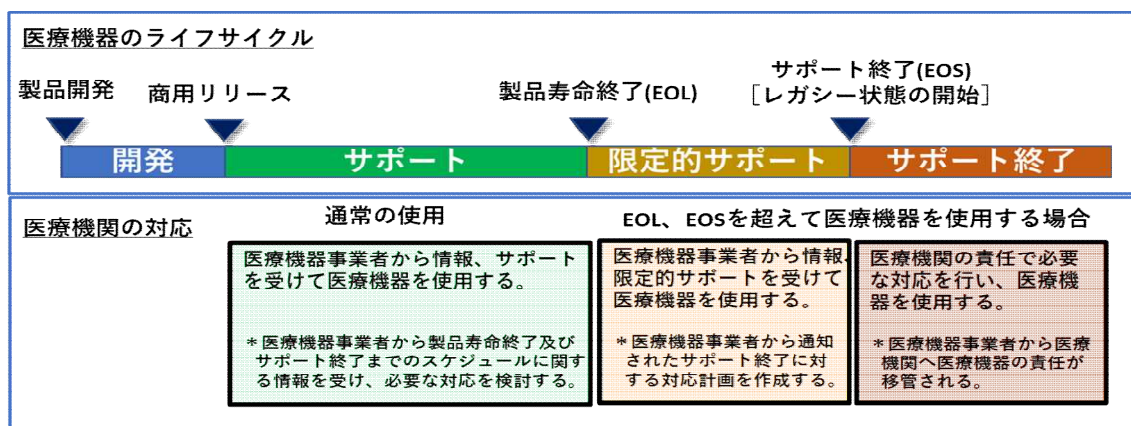 医療機器のライフサイクル
製品開発
商用リリース
製品寿命終了(EOL)
サポート終了(EOS)
［レガシー状態の開始］
開発
サポート
限定的サポート
サポート終了
医療機関の対応
通常の使用
EOL、EOSを超えて医療機器を使用する場合
医療機器事業者から情報、サポート
を受けて医療機器を使用する。
＊医療機器事業者から製品寿命終了及び
サポート終了までのスケジュールに関す
る情報を受け、必要な対応を検討する。
医療機器事業者から情報、
限定的サポートを受けて
医療機器を使用する。
＊医療機器事業者から通知
されたサポート終了に対
する対応計画を作成する。
医療機関の責任で必要
な対応を行い、医療機
器を使用する。
＊医療機器事業者から医療
機関へ医療機器の責任が
移管される。